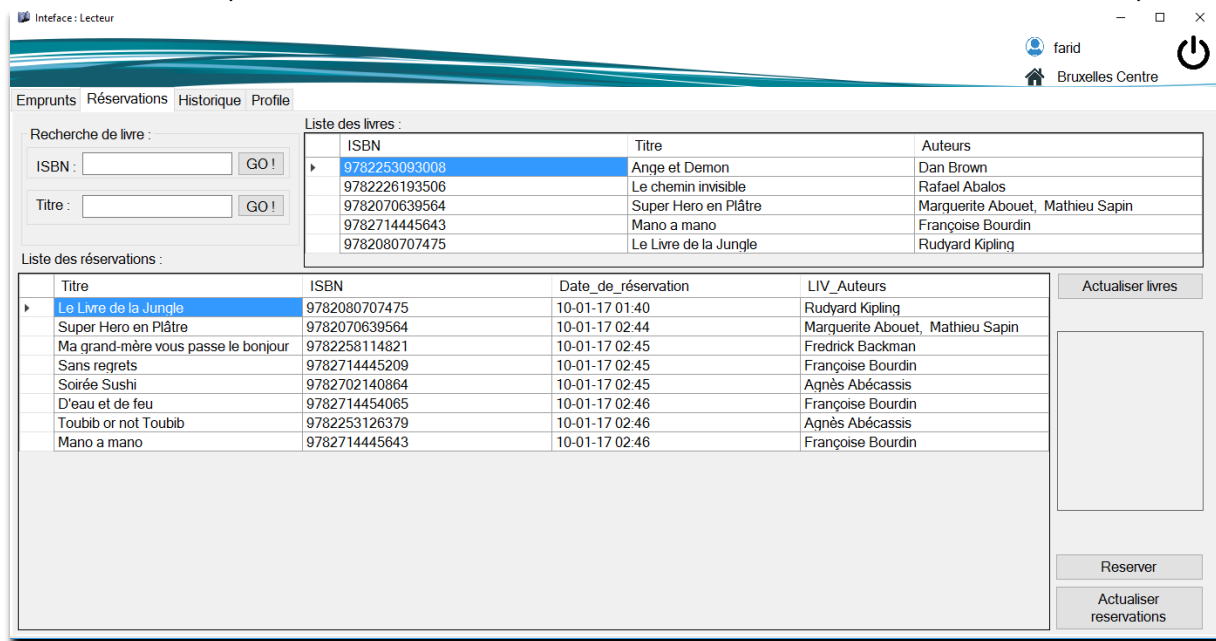 Inteface : Lecteur
farid
Bruxelles Centre
Emprunts Réservations Historique Profile
Recherche de livre :
ISBN : GO !
Titre : GO !
Liste des livres :
ISBN Titre Auteurs
9782253093008 Ange et Demon Dan Brown
9782226193506 Le chemin invisible Rafael Abalos
9782070639564 Super Hero en Plâtre Marguerite Abouet, Mathieu Sapin
9782714445643 Mano a mano Françoise Bourdin
9782080707475 Le Livre de la Jungle Rudyard Kipling
Liste des réservations :
Titre ISBN Date_de_réservation LIV_Auteurs
Le Livre de la Jungle 9782080707475 10-01-17 01:40 Rudyard Kipling
Super Hero en Plâtre 9782070639564 10-01-17 02:44 Marguerite Abouet, Mathieu Sapin
Ma grand-mère vous passe le bonjour 9782258114821 10-01-17 02:45 Fredrick Backman
Sans regrets 9782714445209 10-01-17 02:45 Françoise Bourdin
Soirée Sushi 9782702140864 10-01-17 02:45 Agnès Abécassis
D'eau et de feu 9782714454065 10-01-17 02:46 Françoise Bourdin
Toubib or not Toubib 9782253126379 10-01-17 02:46 Agnès Abécassis
Mano a mano 9782714445643 10-01-17 02:46 Françoise Bourdin
Actualiser livres
Reserver
Actualiser
reservations